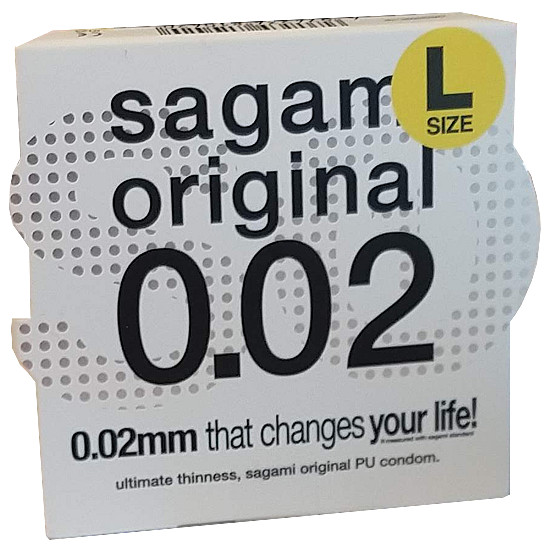 sagami
L
SIZE
original
0.02
0.02mm that changes your life!
ultimate thinness, sagami original PU condom.